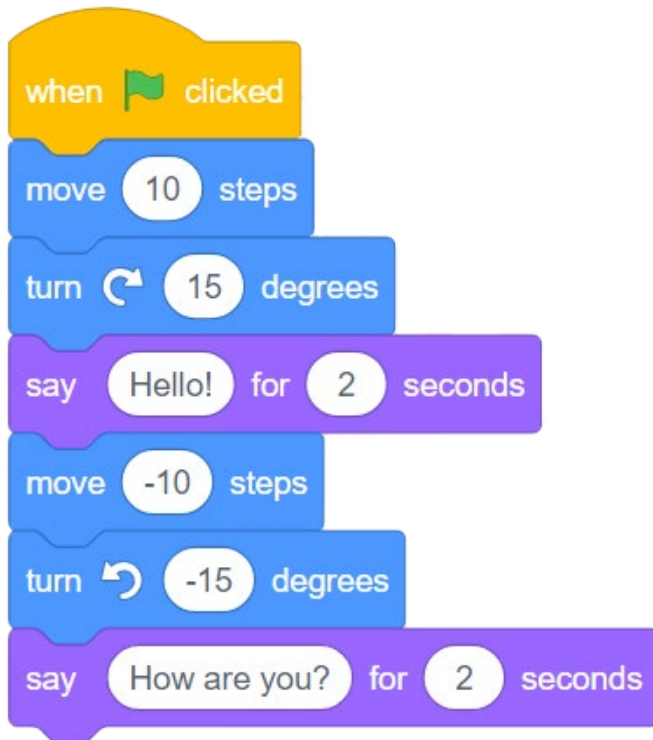 when clicked
move 10 steps
turn 15 degrees
say Hello! for 2 seconds
move -10 steps
turn -15 degrees
say How are you? for 2 seconds